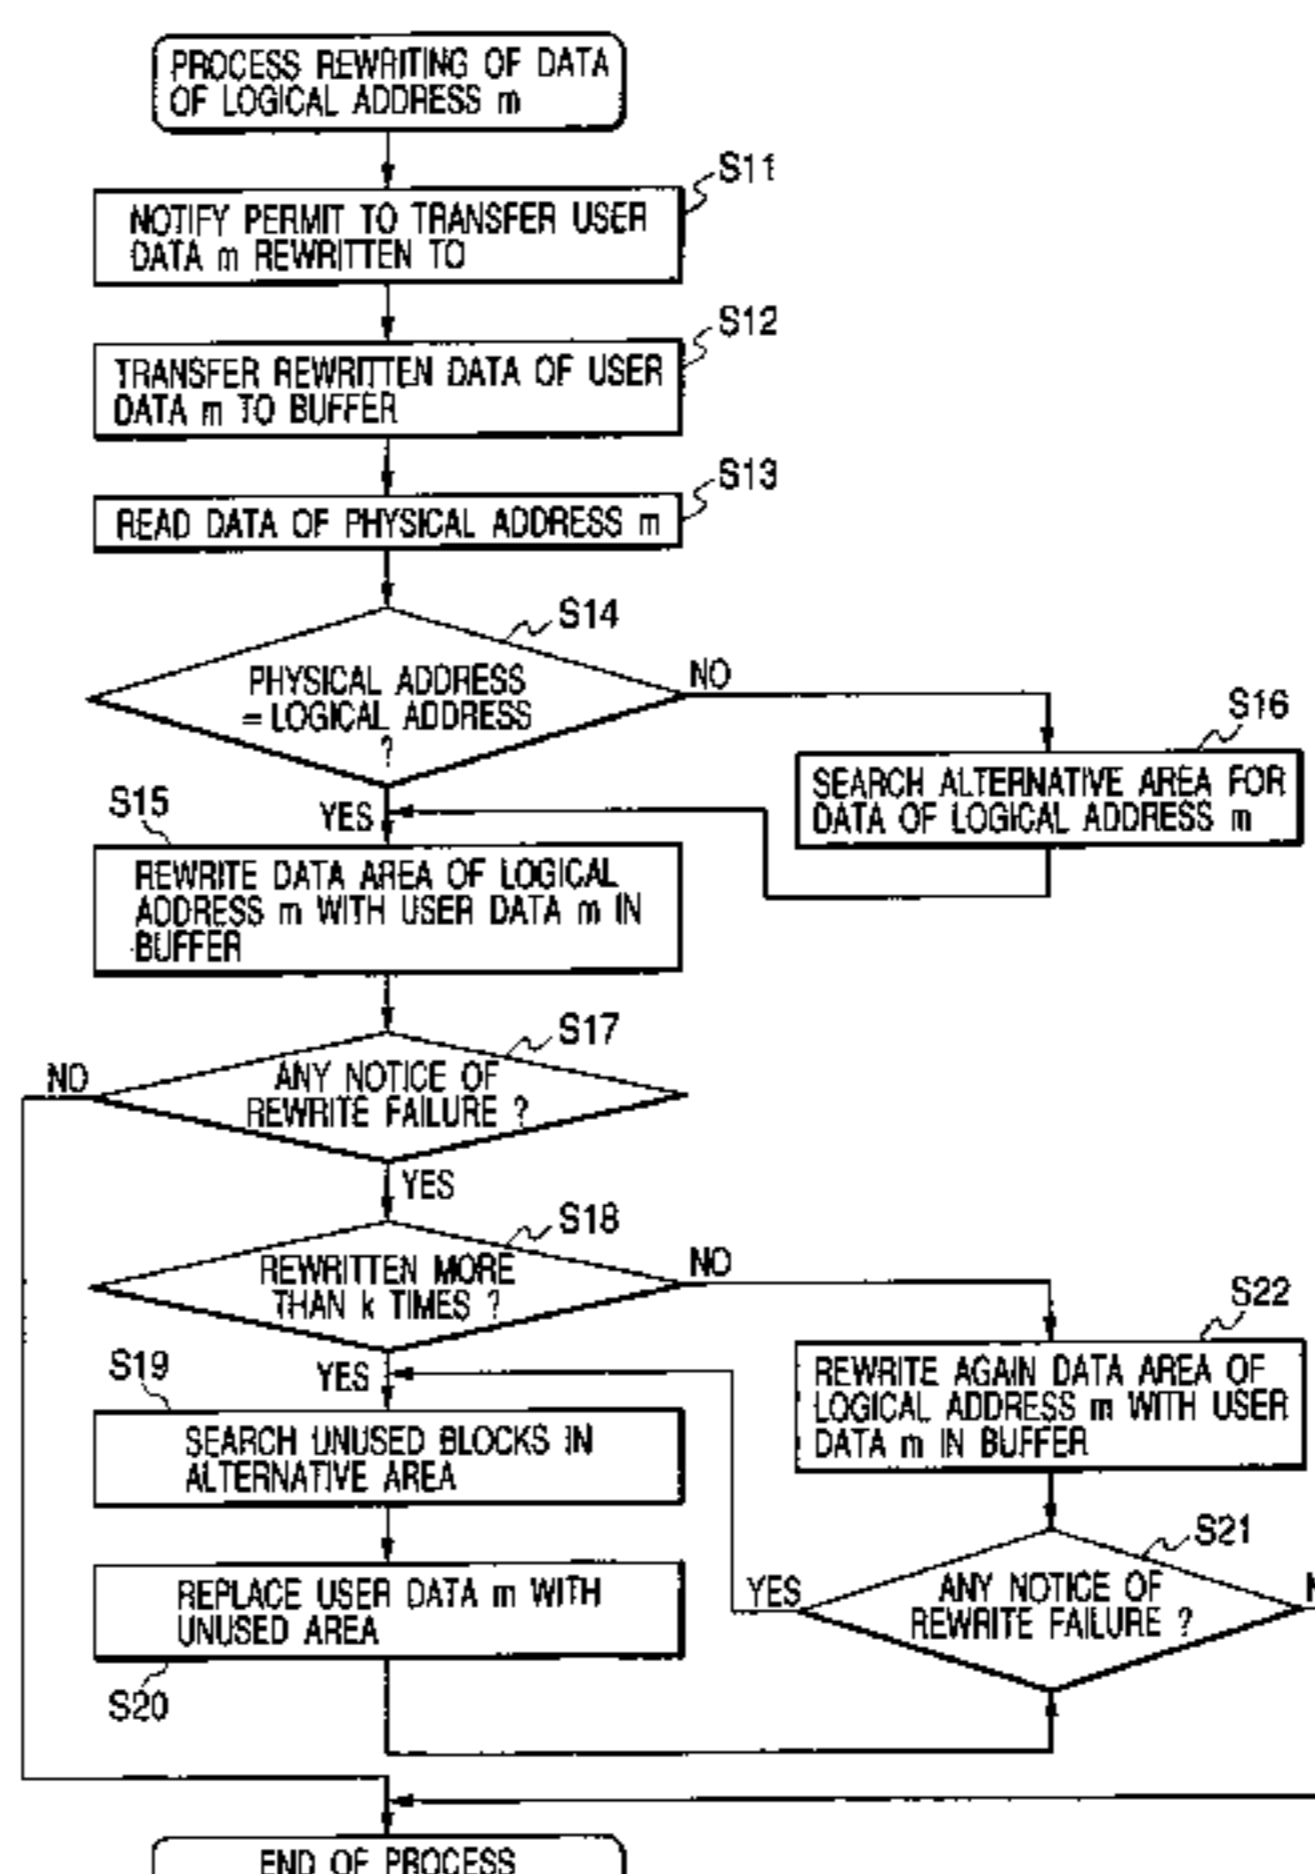 PROCESS REWRITING OF DATA
OF LOGICAL ADDRESS m
S11
NOTIFY PERMIT TO TRANSFER USER
DATA m REWRITTEN TO
S12
TRANSFER REWRITTEN DATA OF USER
DATA m TO BUFFER
S13
READ DATA OF PHYSICAL ADDRESS m
S14
PHYSICAL ADDRESS
= LOGICAL ADDRESS
?
NO
S16
SEARCH ALTERNATIVE AREA FOR
DATA OF LOGICAL ADDRESS m
YES
S15
REWRITE DATA AREA OF LOGICAL
ADDRESS m WITH USER DATA m IN
BUFFER
S17
ANY NOTICE OF
REWRITE FAILURE ?
NO
YES
S18
REWRITTEN MORE
THAN k TIMES ?
NO
S22
REWRITE AGAIN DATA AREA OF
LOGICAL ADDRESS m WITH USER
DATA m IN BUFFER
YES
S19
SEARCH UNUSED BLOCKS IN
ALTERNATIVE AREA
S21
ANY NOTICE OF
REWRITE FAILURE ?
YES
REPLACE USER DATA m WITH
UNUSED AREA
S20
END OF PROCESS